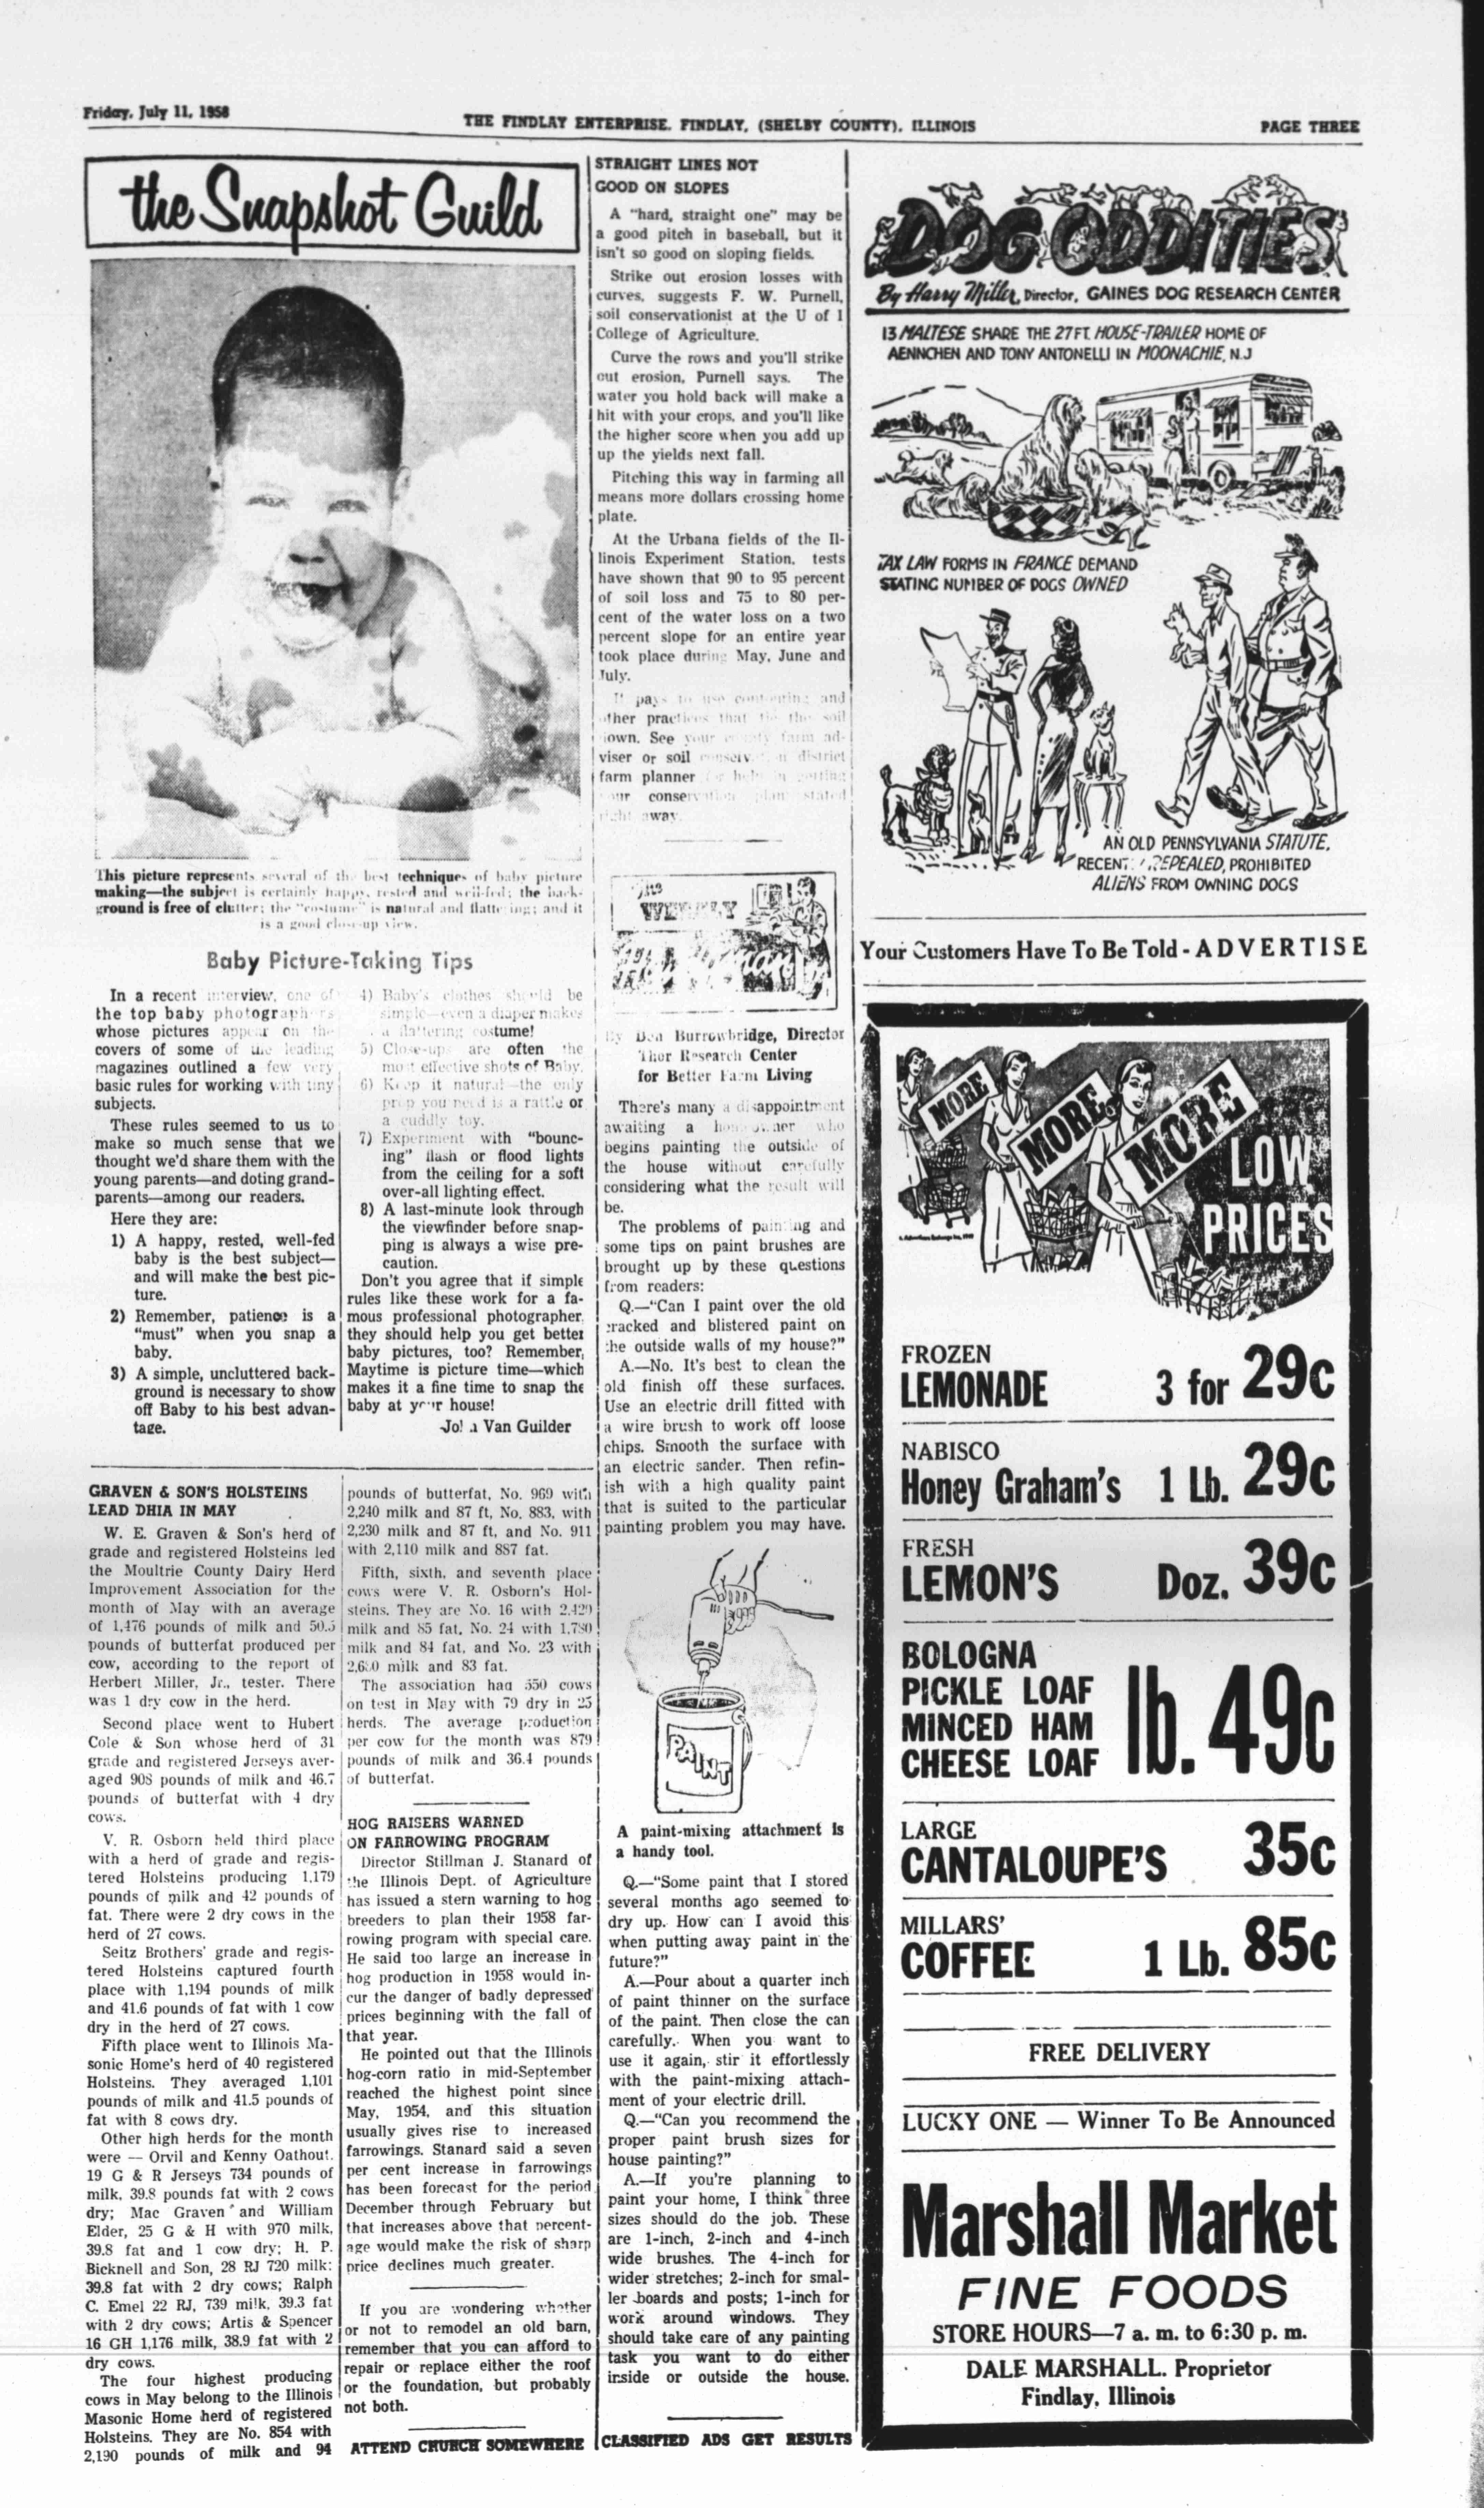 Friday, July 11, 1958
THE FINDLAY ENTERPRISE, FINDLAY, (SHELBY COUNTY), ILLINOIS
PAGE THREE
the Snapshot Guild
This picture represents several of the best techniques of baby picture
making—the subject is certainly happy, rested and well-fed; the back-
ground is free of clutter; the "costume" is natural and flatte ing; and it
is a good close-up view.
Baby Picture-Taking Tips
In a recent interview, one of
the top baby photographers
whose pictures appear on the
covers of some of the leading
magazines outlined a few very
basic rules for working with tiny
subjects.
These rules seemed to us to
make so much sense that we
thought we'd share them with the
young parents—and doting grand-
parents—among our readers.
Here they are:
1) A happy, rested, well-fed
baby is the best subject—
and will make the best pic-
ture.
2) Remember, patience is a
"must" when you snap a
baby.
3) A simple, uncluttered back-
ground is necessary to show
off Baby to his best advan-
tage.
4) Baby's clothes should be
simple—even a diaper makes
a flattering costume!
5) Close-ups are often the
most effective shots of Baby.
6) Keep it natural—the only
prop you need is a rattle or
a cuddly toy.
7) Experiment with "bounc-
ing" flash or flood lights
from the ceiling for a soft
over-all lighting effect.
8) A last-minute look through
the viewfinder before snap-
ping is always a wise pre-
caution.
Don't you agree that if simple
rules like these work for a fa-
mous professional photographer,
they should help you get better
baby pictures, too? Remember,
Maytime is picture time—which
makes it a fine time to snap the
baby at your house!
-John Van Guilder
GRAVEN & SON'S HOLSTEINS
LEAD DHIA IN MAY
W. E. Graven & Son's herd of
grade and registered Holsteins led
the Moultrie County Dairy Herd
Improvement Association for the
month of May with an average
of 1,476 pounds of milk and 50.5
pounds of butterfat produced per
cow, according to the report of
Herbert Miller, Jr., tester. There
was 1 dry cow in the herd.
Second place went to Hubert
Cole & Son whose herd of 31
grade and registered Jerseys aver-
aged 908 pounds of milk and 46.7
pounds of butterfat with 4 dry
cows.
V. R. Osborn held third place
with a herd of grade and regis-
tered Holsteins producing 1,179
pounds of milk and 42 pounds of
fat. There were 2 dry cows in the
herd of 27 cows.
Seitz Brothers' grade and regis-
tered Holsteins captured fourth
place with 1,194 pounds of milk
and 41.6 pounds of fat with 1 cow
dry in the herd of 27 cows.
Fifth place went to Illinois Ma-
sonic Home's herd of 40 registered
Holsteins. They averaged 1,101
pounds of milk and 41.5 pounds of
fat with 8 cows dry.
Other high herds for the month
were — Orvil and Kenny Oathout,
19 G & R Jerseys 734 pounds of
milk, 39.8 pounds fat with 2 cows
dry; Mac Graven and William
Elder, 25 G & H with 970 milk,
39.8 fat and 1 cow dry; H. P.
Bicknell and Son, 28 RJ 720 milk;
39.8 fat with 2 dry cows; Ralph
C. Emel 22 RJ, 739 milk, 39.3 fat
with 2 dry cows; Artis & Spencer
16 GH 1,176 milk, 38.9 fat with 2
dry cows.
The four highest producing
cows in May belong to the Illinois
Masonic Home herd of registered
Holsteins. They are No. 854 with
2,190 pounds of milk and 94
pounds of butterfat, No. 969 with
2,240 milk and 87 ft, No. 883, with
2,230 milk and 87 ft, and No. 911
with 2,110 milk and 887 fat.
Fifth, sixth, and seventh place
cows were V. R. Osborn's Hol-
steins. They are No. 16 with 2,420
milk and 85 fat, No. 24 with 1,780
milk and 84 fat, and No. 23 with
milk and 83 fat.
The association had 550 cows
on test in May with 79 dry in 25
herds. The average production
per cow for the month was 879
pounds of milk and 36.4 pounds
of butterfat.
HOG RAISERS WARNED
ON FARROWING PROGRAM
Director Stillman J. Stanard of
the Illinois Dept. of Agriculture
has issued a stern warning to hog
breeders to plan their 1958 far-
rowing program with special care.
He said too large an increase in
hog production in 1958 would in-
cur the danger of badly depressed
prices beginning with the fall of
that year.
He pointed out that the Illinois
hog-corn ratio in mid-September
reached the highest point since
May, 1954, and this situation
usually gives rise to increased
farrowings. Stanard said a seven
per cent increase in farrowings
has been forecast for the period
December through February but
that increases above that percent-
age would make the risk of sharp
price declines much greater.
If you are wondering whether
or not to remodel an old barn,
remember that you can afford to
repair or replace either the roof
or the foundation, but probably
not both.
ATTEND CHURCH SOMEWHERE
STRAIGHT LINES NOT
GOOD ON SLOPES
A "hard, straight one" may be
a good pitch in baseball, but it
isn't so good on sloping fields.
Strike out erosion losses with
curves, suggests F. W. Purnell,
soil conservationist at the U of I
College of Agriculture.
Curve the rows and you'll strike
out erosion, Purnell says. The
water you hold back will make a
hit with your crops, and you'll like
the higher score when you add up
up the yields next fall.
Pitching this way in farming all
means more dollars crossing home
plate.
At the Urbana fields of the Il-
linois Experiment Station, tests
have shown that 90 to 95 percent
of soil loss and 75 to 80 per-
cent of the water loss on a two
percent slope for an entire year
took place during May, June and
July.
It pays to use contouring and
other practices that tie the soil
down. See your county farm ad-
viser or soil conservation district
farm planner for help in getting
your conservation plan stated
right away.
The
WEEKLY
By Don Burrowbridge, Director
Thor Research Center
for Better Farm Living
There's many a disappointment
awaiting a homeowner who
begins painting the outside of
the house without carefully
considering what the result will
be.
The problems of painting and
some tips on paint brushes are
brought up by these questions
from readers:
Q.—"Can I paint over the old
cracked and blistered paint on
the outside walls of my house?"
A.—No. It's best to clean the
old finish off these surfaces.
Use an electric drill fitted with
a wire brush to work off loose
chips. Smooth the surface with
an electric sander. Then refin-
ish with a high quality paint
that is suited to the particular
painting problem you may have.
PAINT
A paint-mixing attachment is
a handy tool.
Q.—"Some paint that I stored
several months ago seemed to
dry up. How can I avoid this
when putting away paint in the
future?"
A.—Pour about a quarter inch
of paint thinner on the surface
of the paint. Then close the can
carefully. When you want to
use it again, stir it effortlessly
with the paint-mixing attach-
ment of your electric drill.
Q.—"Can you recommend the
proper paint brush sizes for
house painting?"
A.—If you're planning to
paint your home, I think three
sizes should do the job. These
are 1-inch, 2-inch and 4-inch
wide brushes. The 4-inch for
wider stretches; 2-inch for smal-
ler boards and posts; 1-inch for
work around windows. They
should take care of any painting
task you want to do either
inside or outside the house.
CLASSIFIED ADS GET RESULTS
DOG ODDITIES
By Harry Miller, Director, GAINES DOG RESEARCH CENTER
13 MALTESE SHARE THE 27 FT. HOUSE-TRAILER HOME OF
AENNCHEN AND TONY ANTONELLI IN MOONACHIE, N.J
TAX LAW FORMS IN FRANCE DEMAND
STATING NUMBER OF DOGS OWNED
AN OLD PENNSYLVANIA STATUTE,
RECENTLY REPEALED, PROHIBITED
ALIENS FROM OWNING DOGS
Your Customers Have To Be Told - ADVERTISE
MORE
MORE
MORE
LOW
PRICES
FROZEN
LEMONADE 3 for 29c
NABISCO
Honey Graham's 1 Lb. 29c
FRESH
LEMON'S Doz. 39c
BOLOGNA
PICKLE LOAF
MINCED HAM
CHEESE LOAF
lb. 49c
LARGE
CANTALOUPE'S 35c
MILLARS'
COFFEE 1 Lb. 85c
FREE DELIVERY
LUCKY ONE — Winner To Be Announced
Marshall Market
FINE FOODS
STORE HOURS—7 a. m. to 6:30 p. m.
DALE MARSHALL, Proprietor
Findlay, Illinois